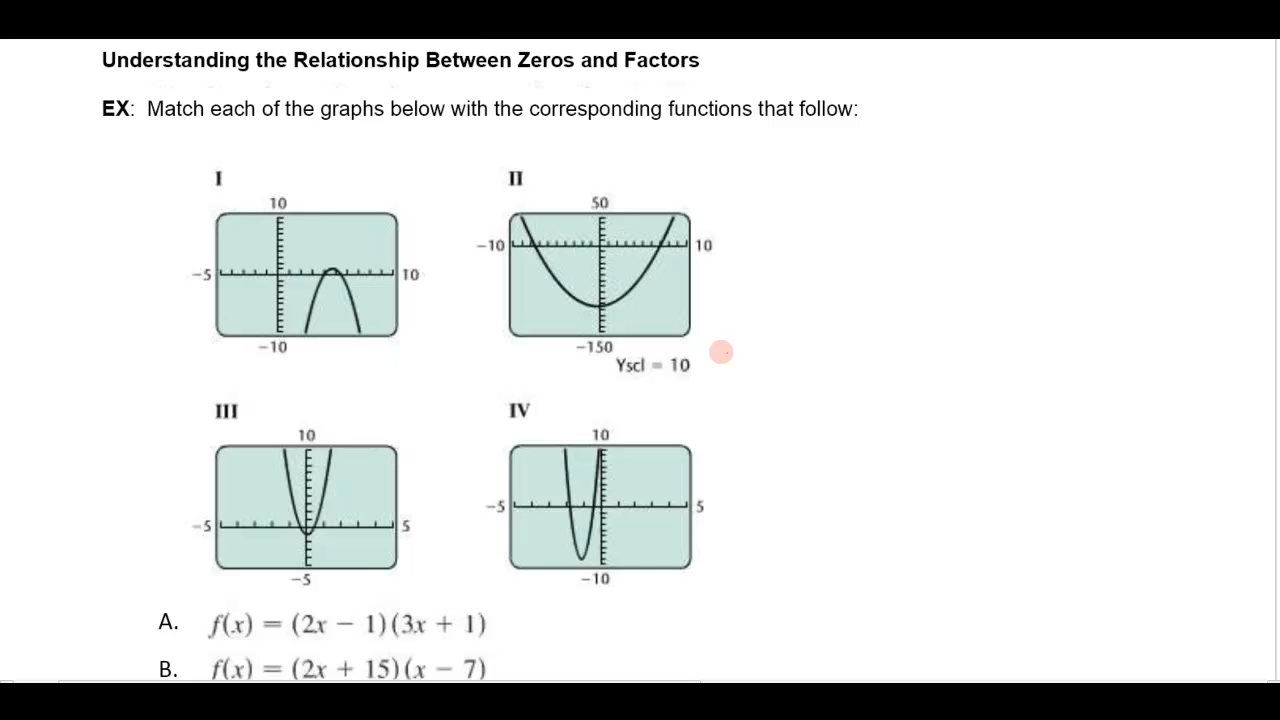 Understanding the Relationship Between Zeros and Factors
EX: Match each of the graphs below with the corresponding functions that follow:
I
II
10
50
-5
10
-10
10
-10
-150
Yscl = 10
III
IV
10
10
-5
5
-5
5
-5
-10
A. f(x) = (2x − 1)(3x + 1)
B. f(x) = (2x + 15)(x − 7)